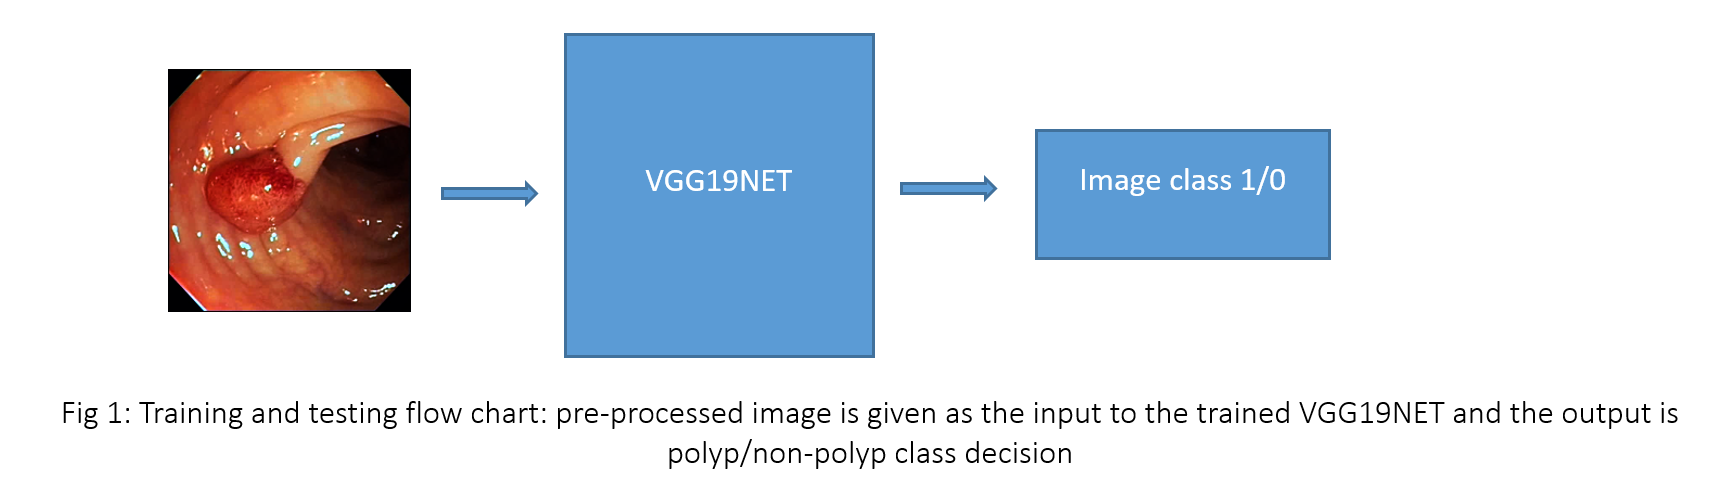 VGG19NET
Image class 1/0
Fig 1: Training and testing flow chart: pre-processed image is given as the input to the trained VGG19NET and the output is
polyp/non-polyp class decision